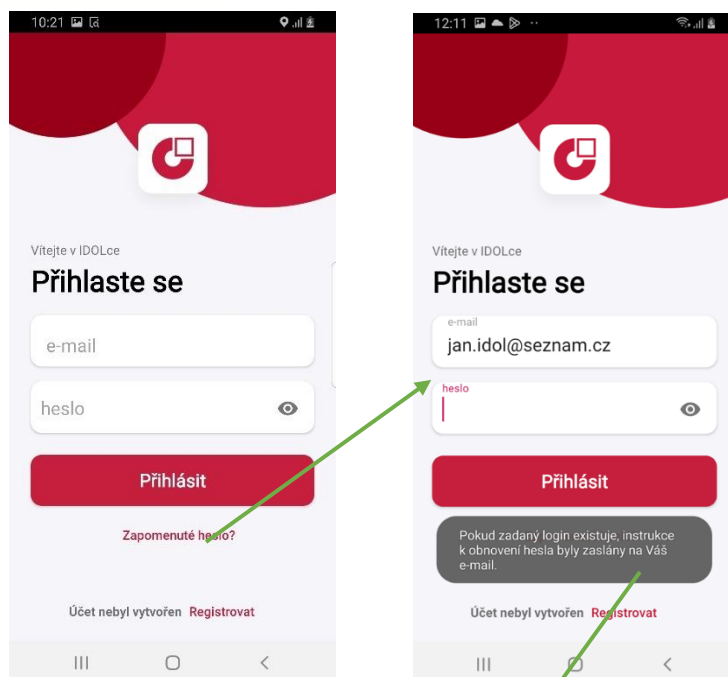 10:21
Vítejte v IDOLce
Přihlaste se
e-mail
heslo
Přihlásit
Zapomenuté heslo?
Účet nebyl vytvořen Registrovat
12:11
Vítejte v IDOLce
Přihlaste se
e-mail
jan.idol@seznam.cz
heslo
Přihlásit
Pokud zadaný login existuje, instrukce
k obnovení hesla byly zaslány na Váš
e-mail.
Účet nebyl vytvořen Registrovat